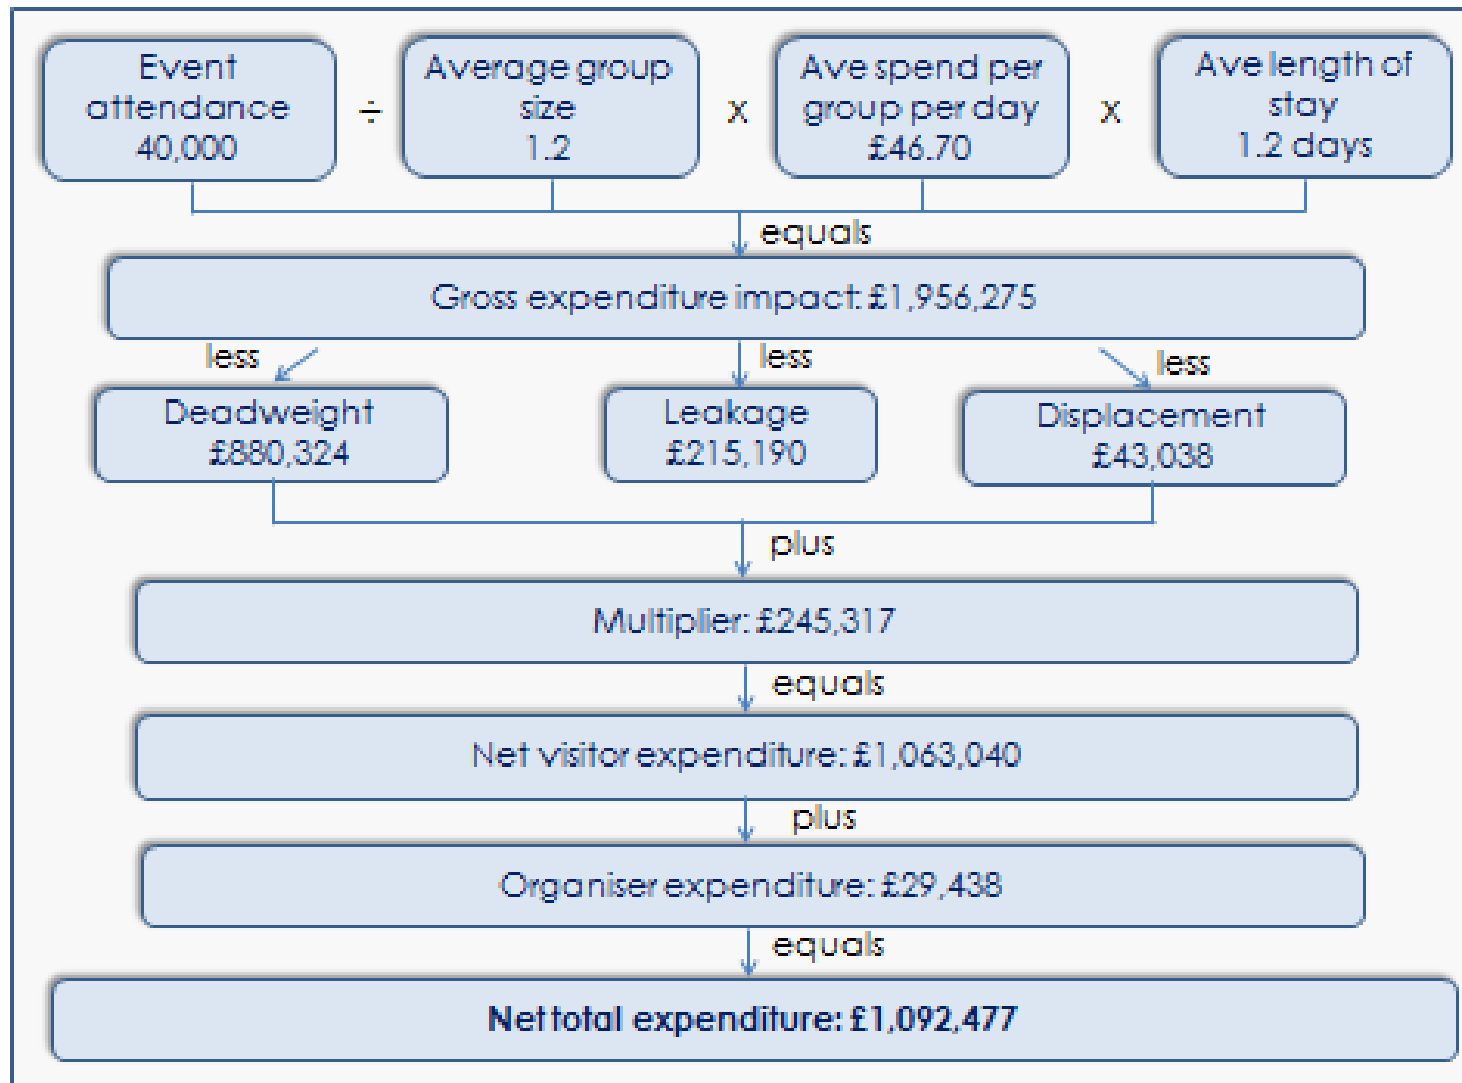 Event
attendance
40,000
÷
Average group
size
1.2
x
Ave spend per
group per day
£46.70
x
Ave length of
stay
1.2 days
equals
Gross expenditure impact: £1,956,275
less
less
less
Deadweight
£880,324
Leakage
£215,190
Displacement
£43,038
plus
Multiplier: £245,317
equals
Net visitor expenditure: £1,063,040
plus
Organiser expenditure: £29,438
equals
Net total expenditure: £1,092,477